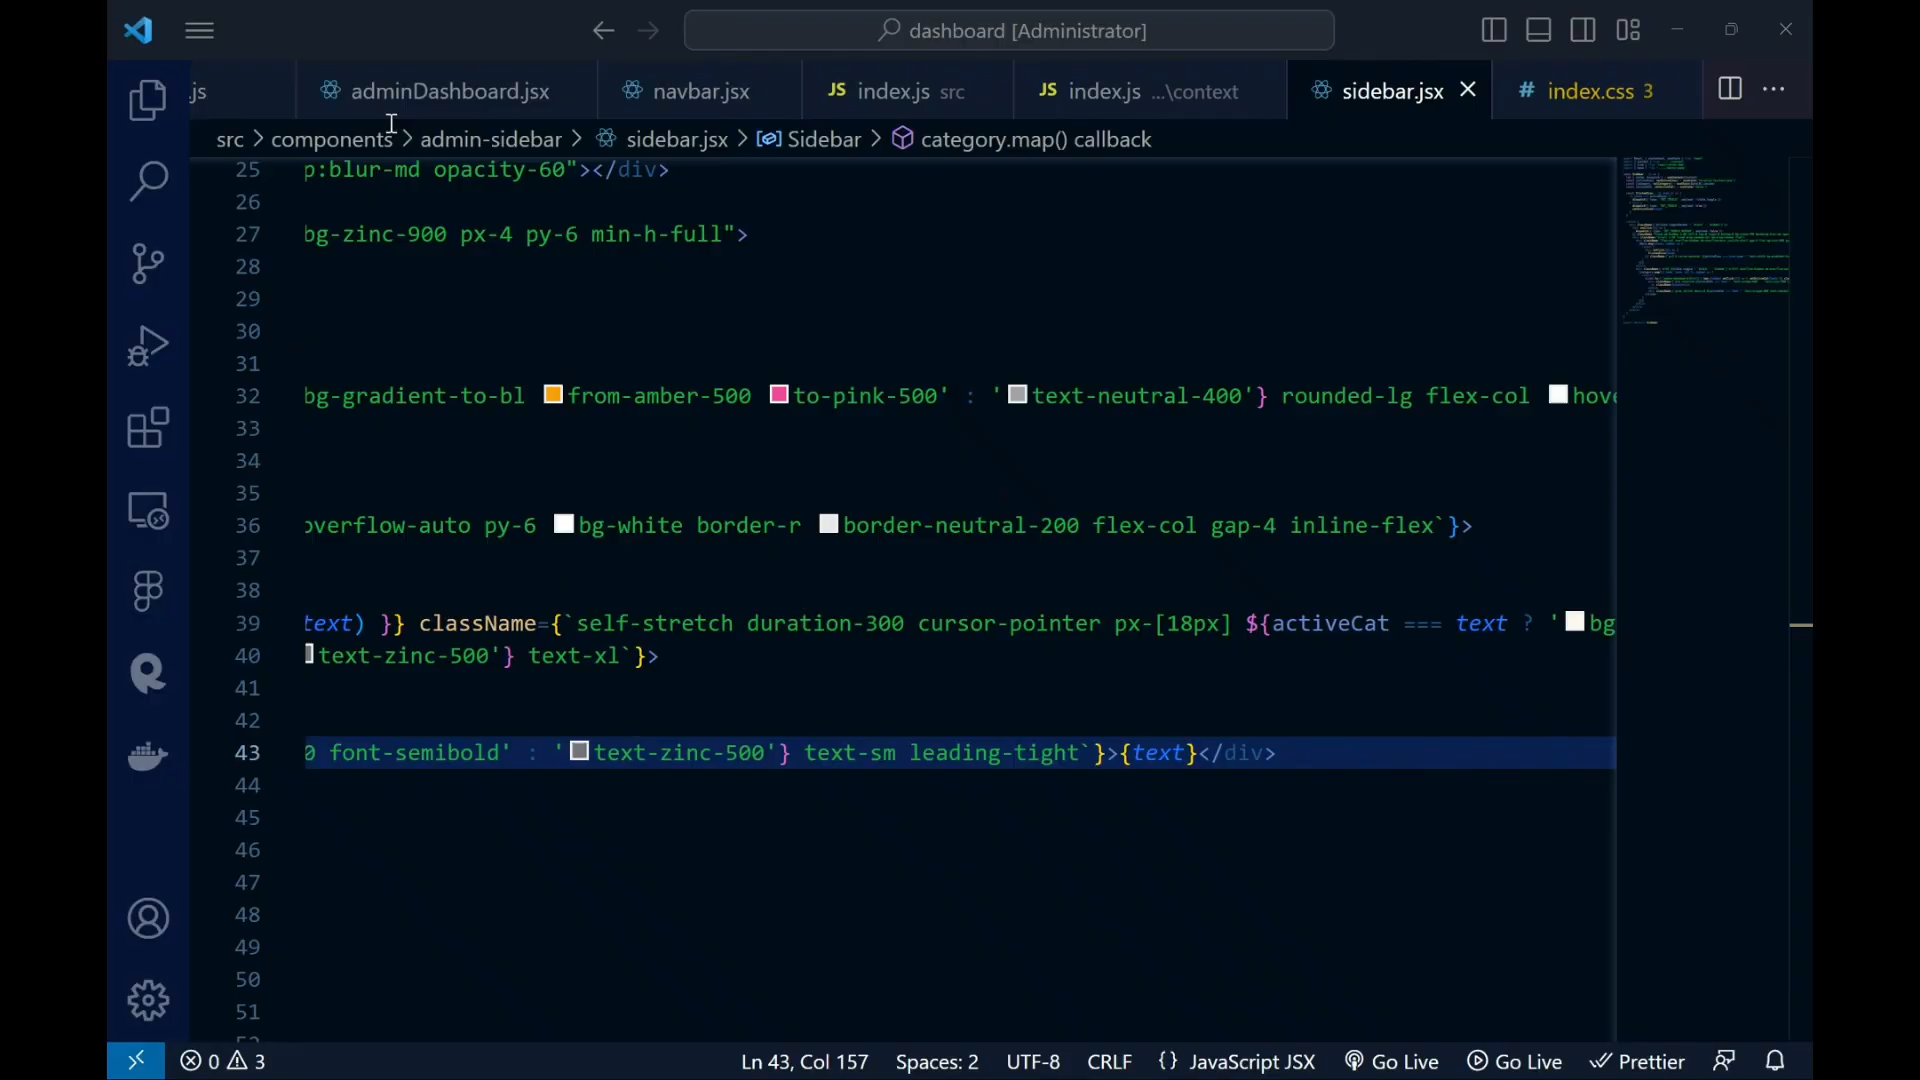 dashboard [Administrator]
.js
adminDashboard.jsx
navbar.jsx
JS index.js src
JS index.js ...\context
sidebar.jsx
# index.css 3
src > components > admin-sidebar > sidebar.jsx > Sidebar > category.map() callback
25 p:blur-md opacity-60"></div>
26
27 bg-zinc-900 px-4 py-6 min-h-full">
28
29
30
31
32 bg-gradient-to-bl from-amber-500 to-pink-500' : 'text-neutral-400'} rounded-lg flex-col hove
33
34
35
36 overflow-auto py-6 bg-white border-r border-neutral-200 flex-col gap-4 inline-flex`}>
37
38
39 text) }} className={`self-stretch duration-300 cursor-pointer px-[18px] ${activeCat === text ? 'bg
40 text-zinc-500'} text-xl`}>
41
42
43 0 font-semibold' : 'text-zinc-500'} text-sm leading-tight`}>{text}</div>
44
45
46
47
48
49
50
51
0 3
Ln 43, Col 157
Spaces: 2
UTF-8
CRLF
{} JavaScript JSX
Go Live
Go Live
Prettier